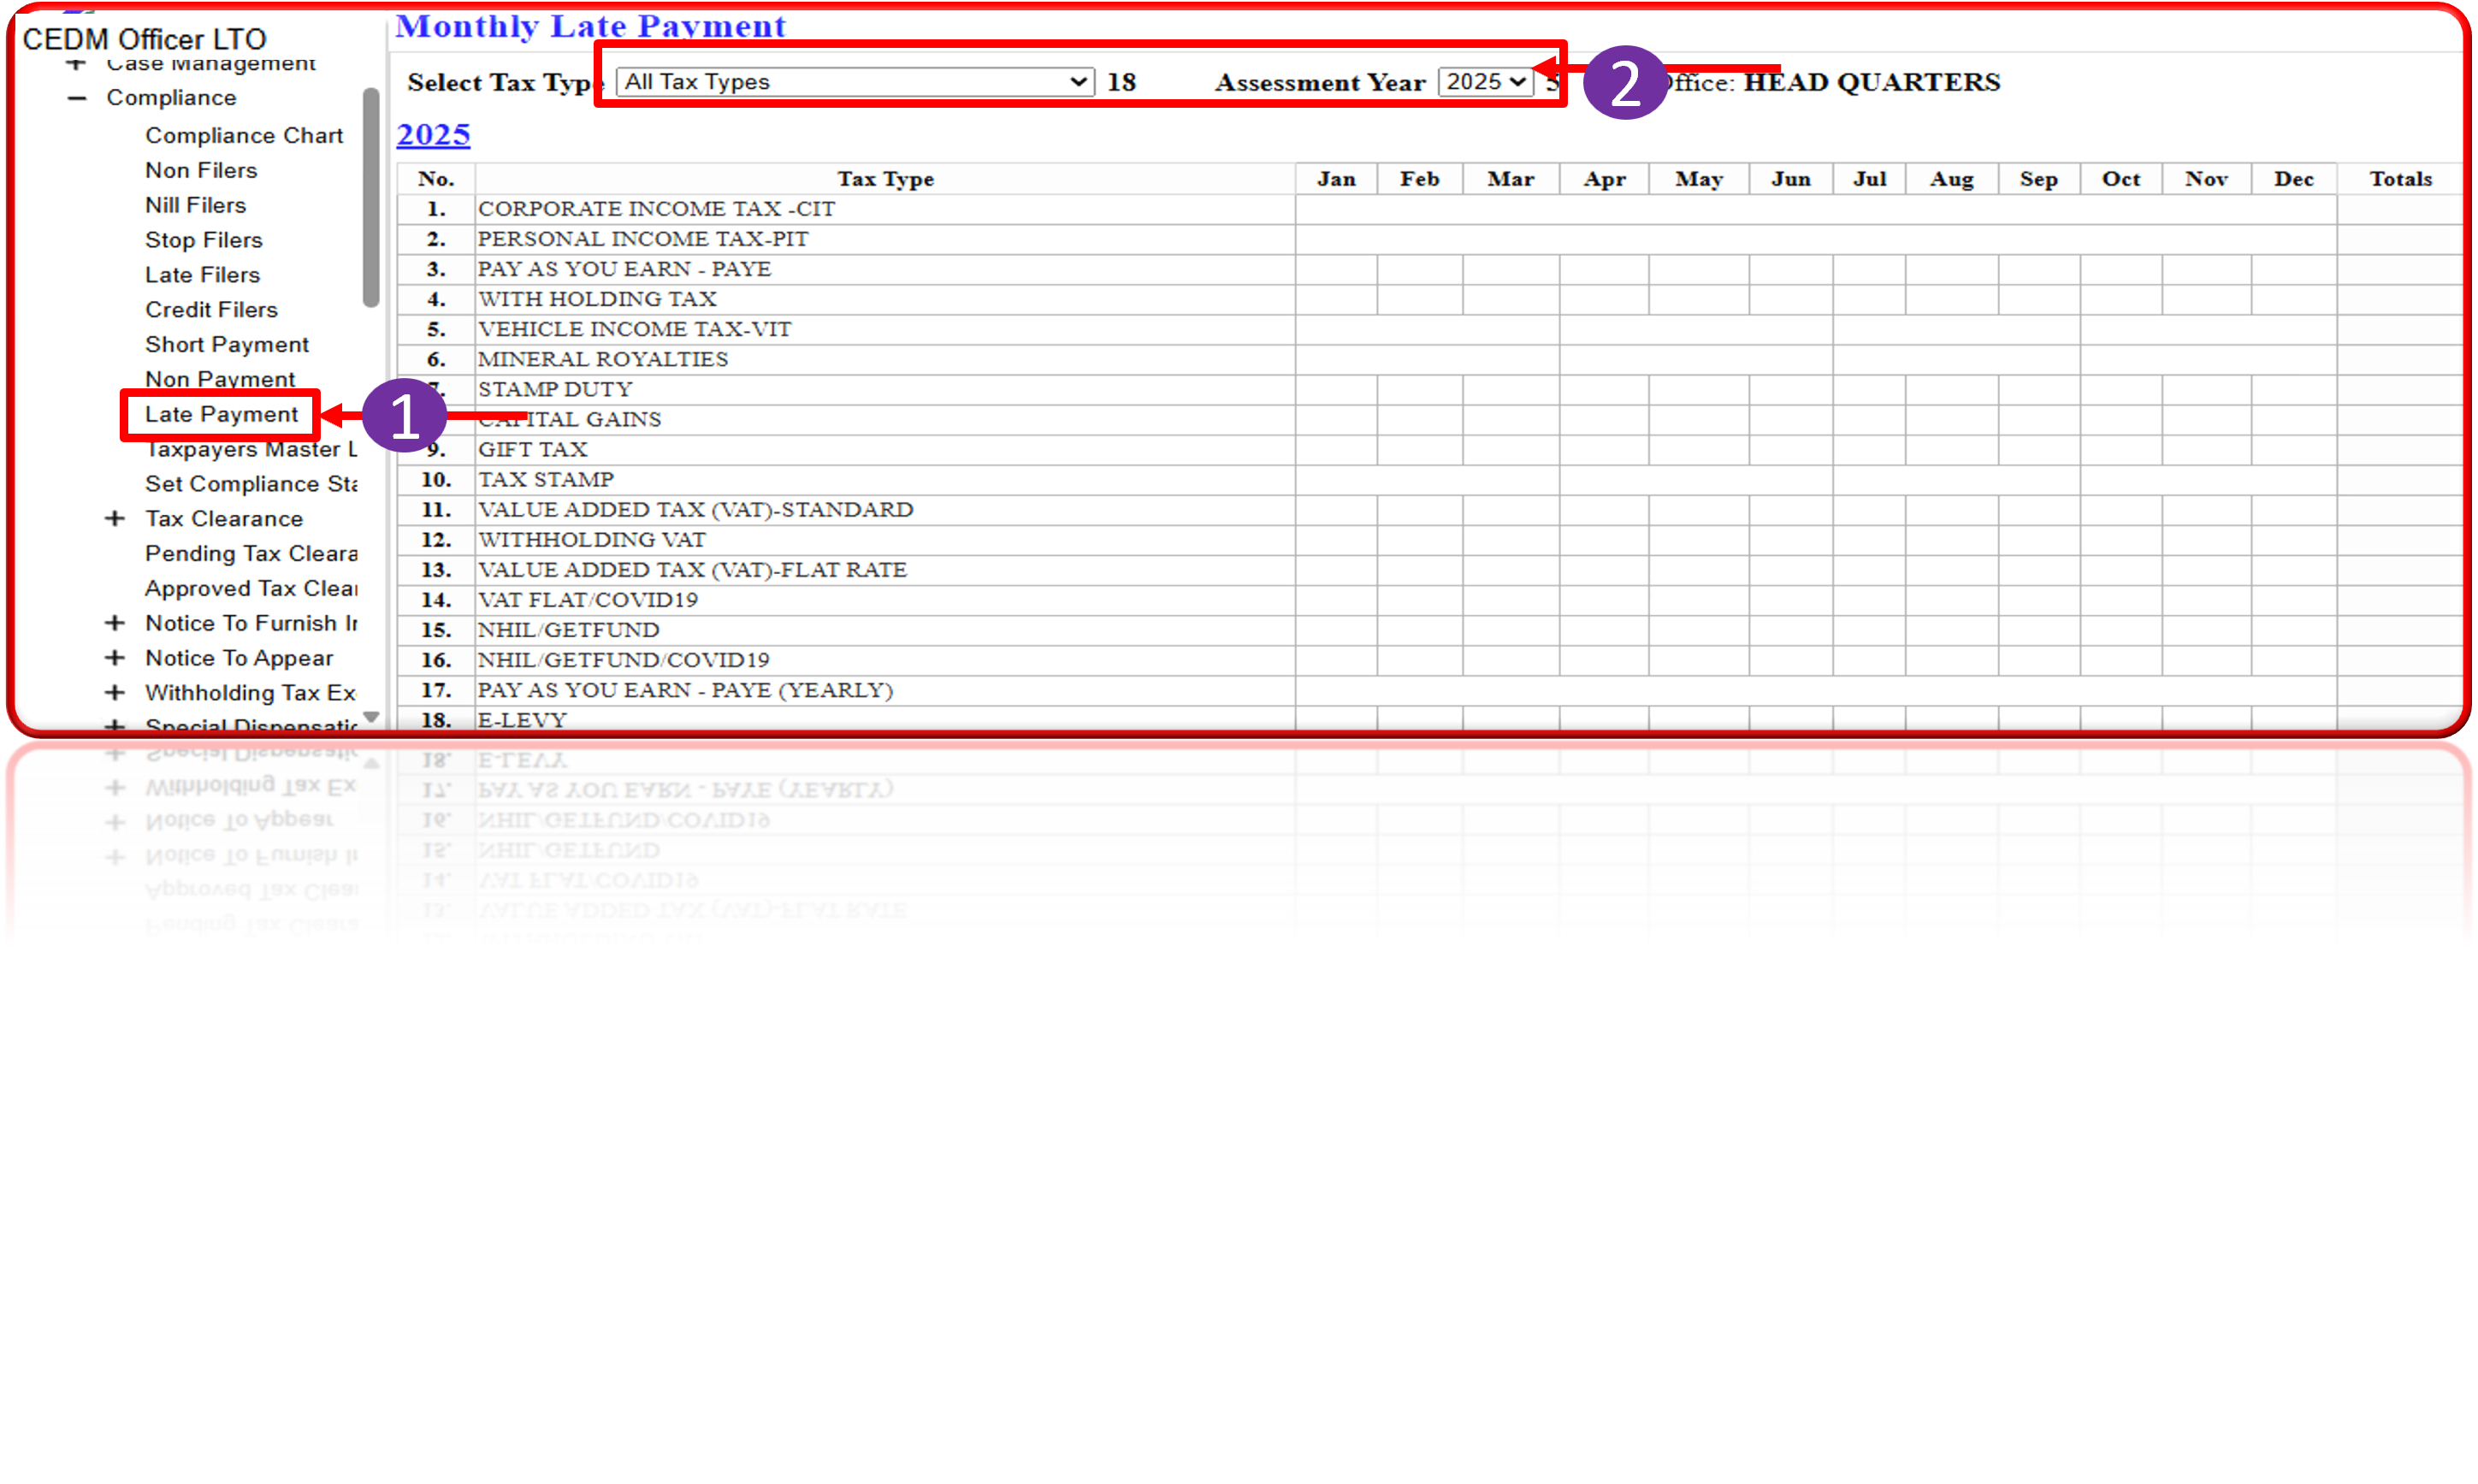 CEDM Officer LTO
Case Management
Compliance
Compliance Chart
Non Filers
Nill Filers
Stop Filers
Late Filers
Credit Filers
Short Payment
Non Payment
Late Payment
Taxpayers Master L
Set Compliance Sta
Tax Clearance
Pending Tax Cleara
Approved Tax Clear
Notice To Furnish In
Notice To Appear
Withholding Tax Ex
Special Dispensatio
1
Monthly Late Payment
Select Tax Type All Tax Types 18 Assessment Year 2025 5 2 Office: HEAD QUARTERS
2025
No. Tax Type Jan Feb Mar Apr May Jun Jul Aug Sep Oct Nov Dec Totals
1. CORPORATE INCOME TAX -CIT
2. PERSONAL INCOME TAX-PIT
3. PAY AS YOU EARN - PAYE
4. WITH HOLDING TAX
5. VEHICLE INCOME TAX-VIT
6. MINERAL ROYALTIES
7. STAMP DUTY
CAPITAL GAINS
9. GIFT TAX
10. TAX STAMP
11. VALUE ADDED TAX (VAT)-STANDARD
12. WITHHOLDING VAT
13. VALUE ADDED TAX (VAT)-FLAT RATE
14. VAT FLAT/COVID19
15. NHIL/GETFUND
16. NHIL/GETFUND/COVID19
17. PAY AS YOU EARN - PAYE (YEARLY)
18. E-LEVY